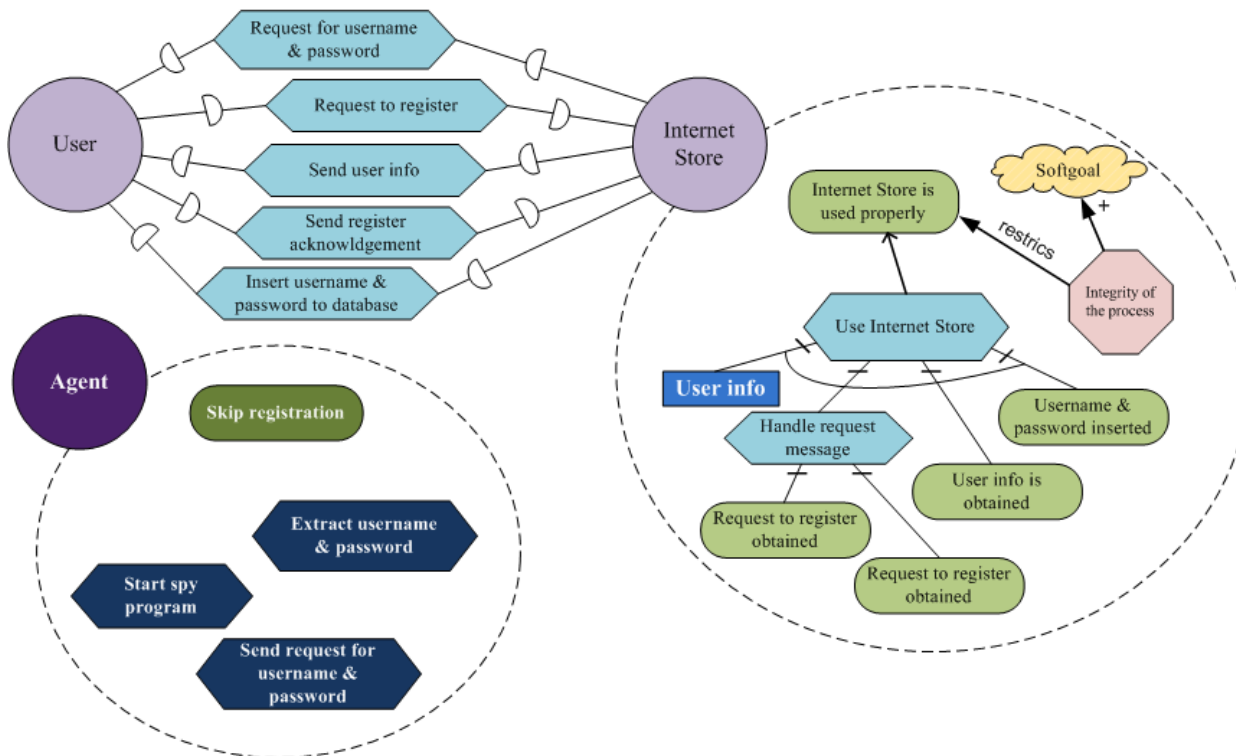 Request for username
& password
User
Request to register
Send user info
Send register
acknowldgement
Insert username &
password to database
Internet
Store
Internet Store is
used properly
Softgoal
+
restrics
Integrity of
the process
Use Internet Store
User info
Username &
password inserted
Handle request
message
User info is
obtained
Request to register
obtained
Request to register
obtained
Agent
Skip registration
Extract username
& password
Start spy
program
Send request for
username &
password